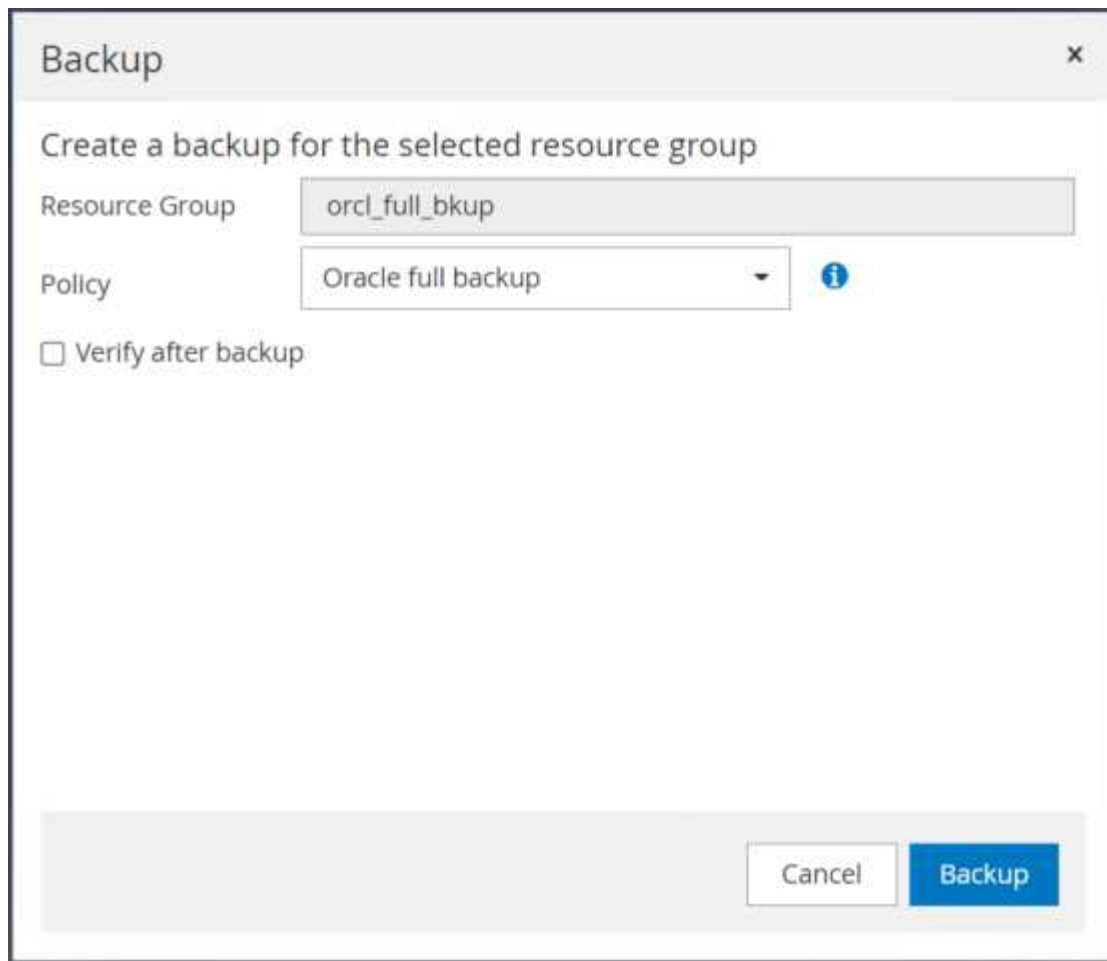 Backup
Create a backup for the selected resource group
Resource Group orcl_full_bkup
Policy Oracle full backup
Verify after backup
Cancel Backup